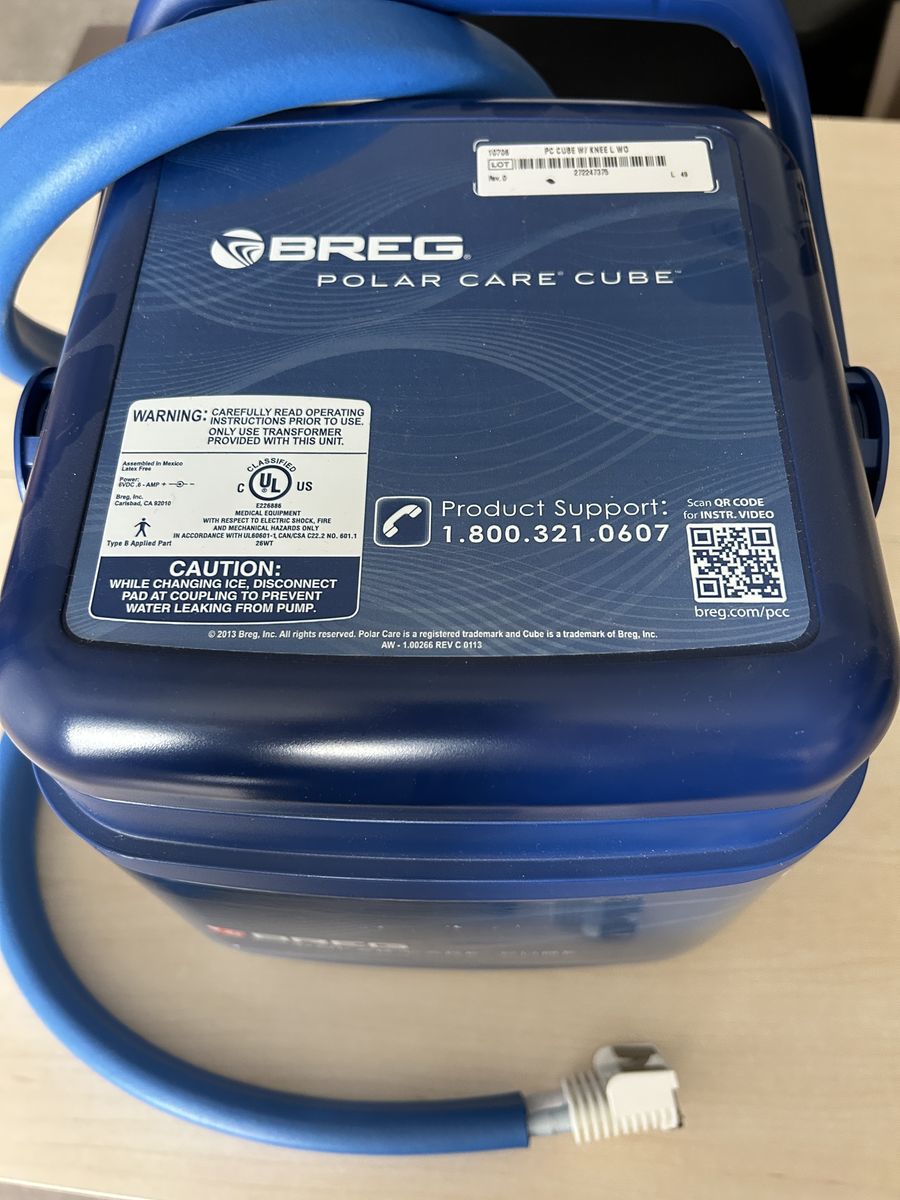 10706 PC CUBE W/ KNEE L WD
LOT
Rev. D 272247375 L 49
BREG®
POLAR CARE® CUBE™
WARNING: CAREFULLY READ OPERATING
INSTRUCTIONS PRIOR TO USE.
ONLY USE TRANSFORMER
PROVIDED WITH THIS UNIT.
Assembled in Mexico
Latex Free
Power:
6VDC .8 - AMP + -
Breg, Inc.
Carlsbad, CA 92010
Type B Applied Part
CLASSIFIED
C UL US
E226886
MEDICAL EQUIPMENT
WITH RESPECT TO ELECTRIC SHOCK, FIRE
AND MECHANICAL HAZARDS ONLY
IN ACCORDANCE WITH UL60601-1, CAN/CSA C22.2 NO. 601.1
26WT
CAUTION:
WHILE CHANGING ICE, DISCONNECT
PAD AT COUPLING TO PREVENT
WATER LEAKING FROM PUMP.
Product Support:
1.800.321.0607
Scan QR CODE
for INSTR. VIDEO
breg.com/pcc
© 2013 Breg, Inc. All rights reserved. Polar Care is a registered trademark and Cube is a trademark of Breg, Inc.
AW - 1.00266 REV C 0113
BREG